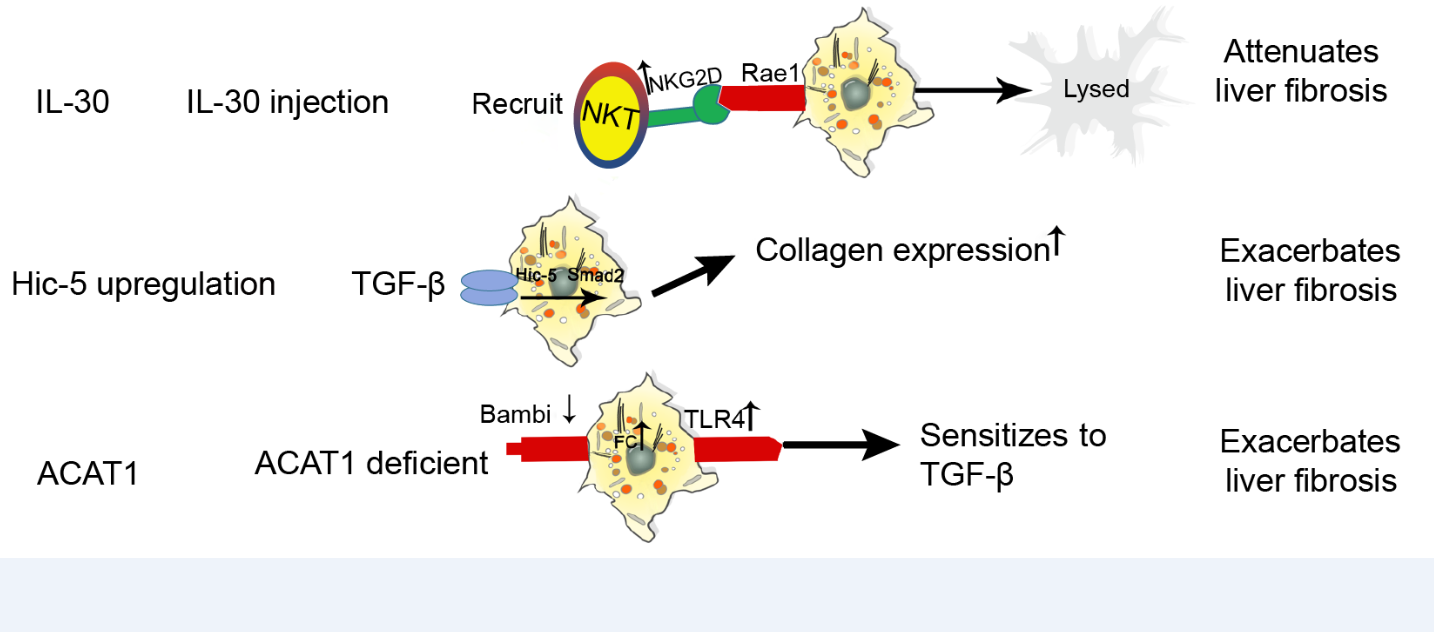 IL-30
IL-30 injection
Recruit
NKT
↑NKG2D
Rae1
Lysed
Attenuates
liver fibrosis
Hic-5 upregulation
TGF-β
Hic-5 Smad2
Collagen expression↑
Exacerbates
liver fibrosis
ACAT1
ACAT1 deficient
Bambi ↓
FC↑
TLR4↑
Sensitizes to
TGF-β
Exacerbates
liver fibrosis